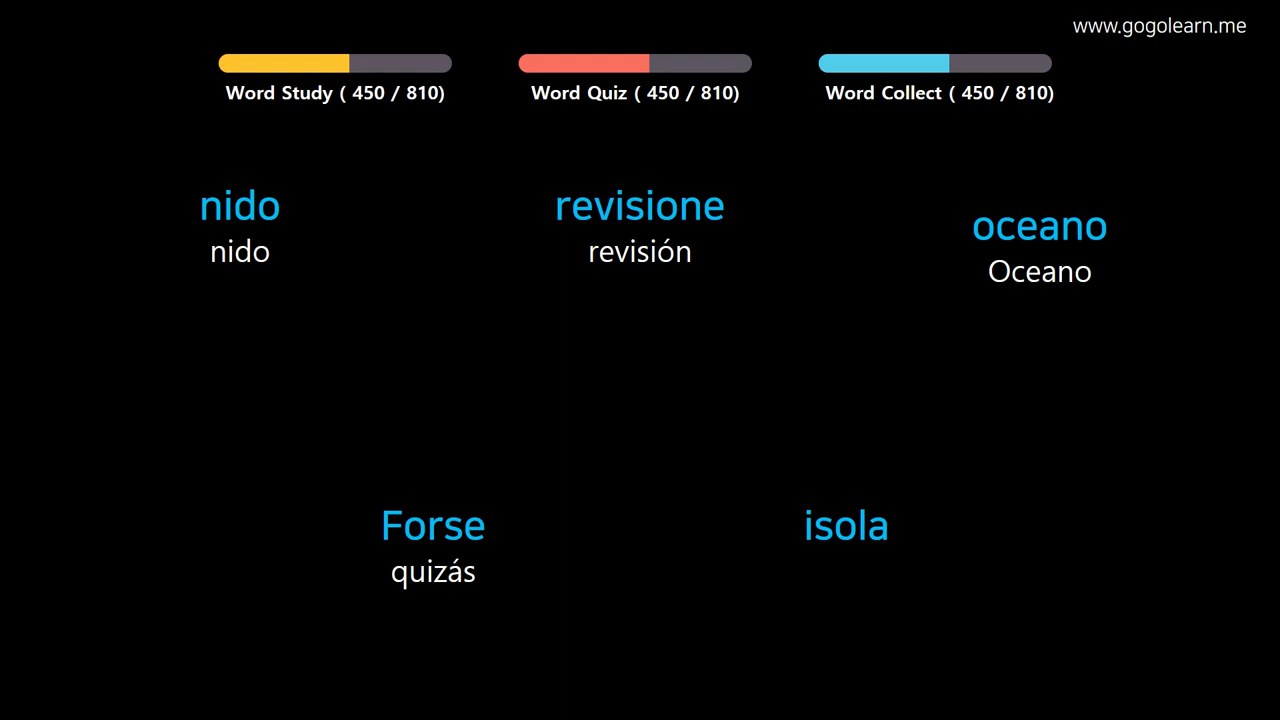 www.gogolearn.me
Word Study ( 450 / 810)
Word Quiz ( 450 / 810)
Word Collect ( 450 / 810)
nido
nido
revisione
revisión
oceano
Oceano
Forse
quizás
isola